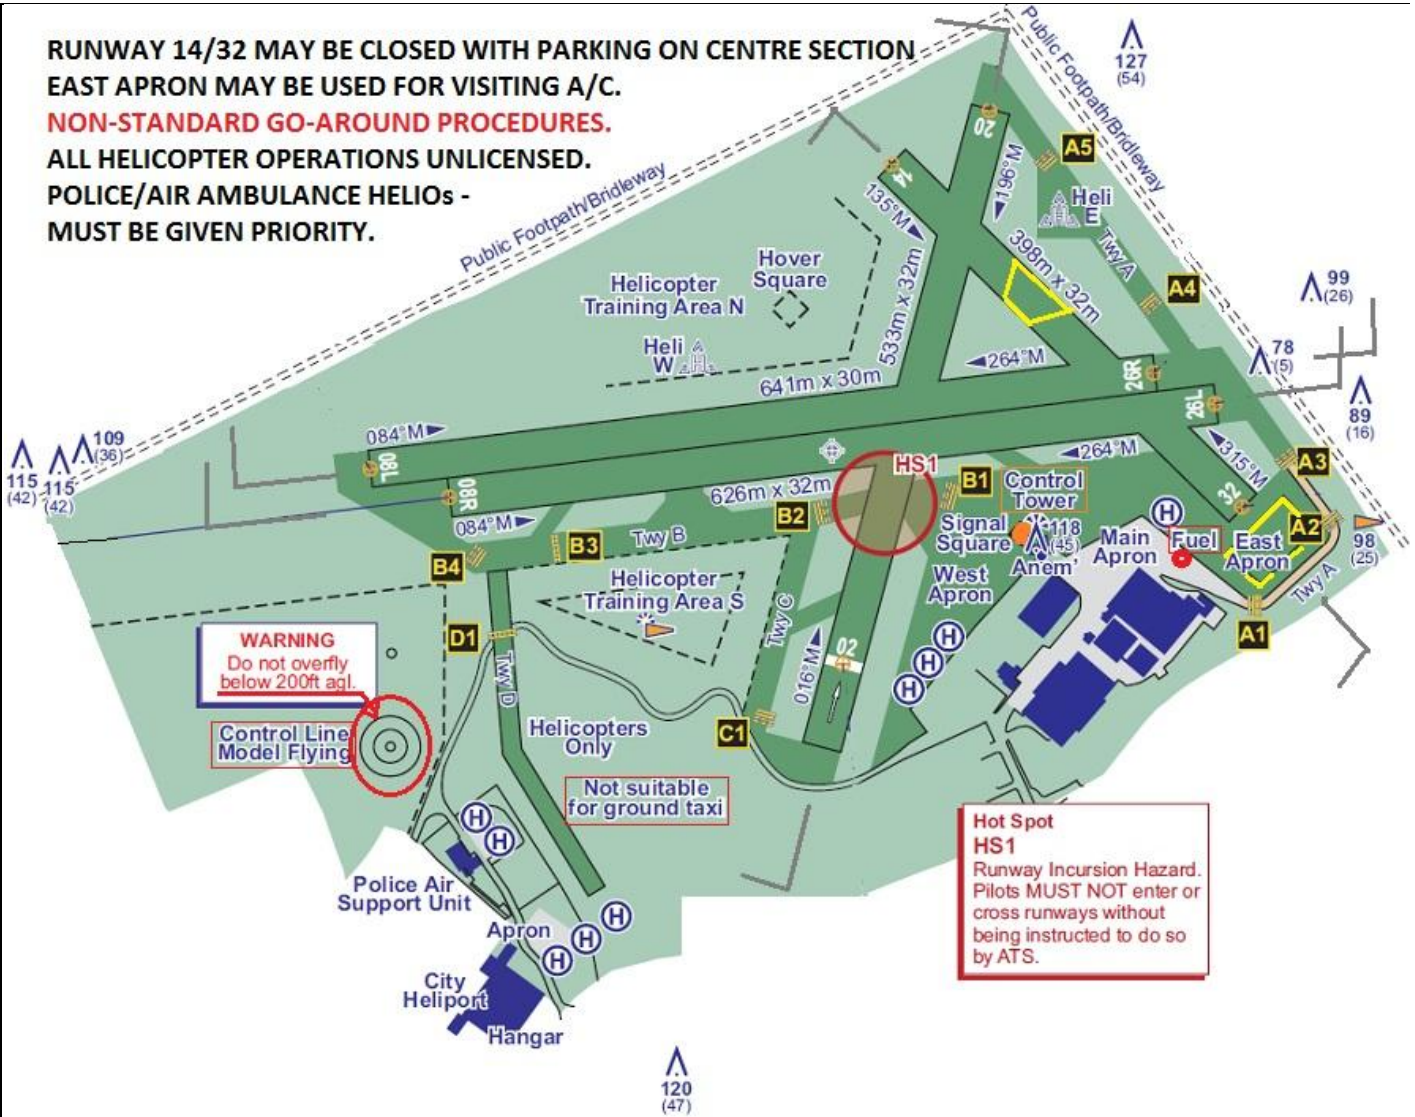 RUNWAY 14/32 MAY BE CLOSED WITH PARKING ON CENTRE SECTION
EAST APRON MAY BE USED FOR VISITING A/C.
NON-STANDARD GO-AROUND PROCEDURES.
ALL HELICOPTER OPERATIONS UNLICENSED.
POLICE/AIR AMBULANCE HELIOs -
MUST BE GIVEN PRIORITY.
Public Footpath/Bridleway
Public Footpath/Bridleway
127
(54)
20
A5
14
196°M
135°M
Heli
E
Twy A
398m x 32m
Hover
Square
Helicopter
Training Area N
533m x 32m
A4
99
(26)
Heli
W
H
264°M
78
(5)
641m x 30m
26R
26L
89
(16)
084°M
08L
109
(36)
115
(42)
115
(42)
08R
HS1
264°M
315°M
A3
626m x 32m
B1
Control
Tower
32
084°M
B2
Signal
Square
118
(45)
Anem'
H
Main
Apron
Fuel
East
Apron
A2
98
(25)
Twy B
B3
B4
West
Apron
Twy A
A1
Helicopter
Training Area S
Twy C
D1
Twy D
016°M
02
H
H
H
WARNING
Do not overfly
below 200ft agl.
Control Line
Model Flying
Helicopters
Only
C1
Not suitable
for ground taxi
H
H
Police Air
Support Unit
Apron
H
H
H
City
Heliport
Hangar
Hot Spot
HS1
Runway Incursion Hazard.
Pilots MUST NOT enter or
cross runways without
being instructed to do so
by ATS.
120
(47)